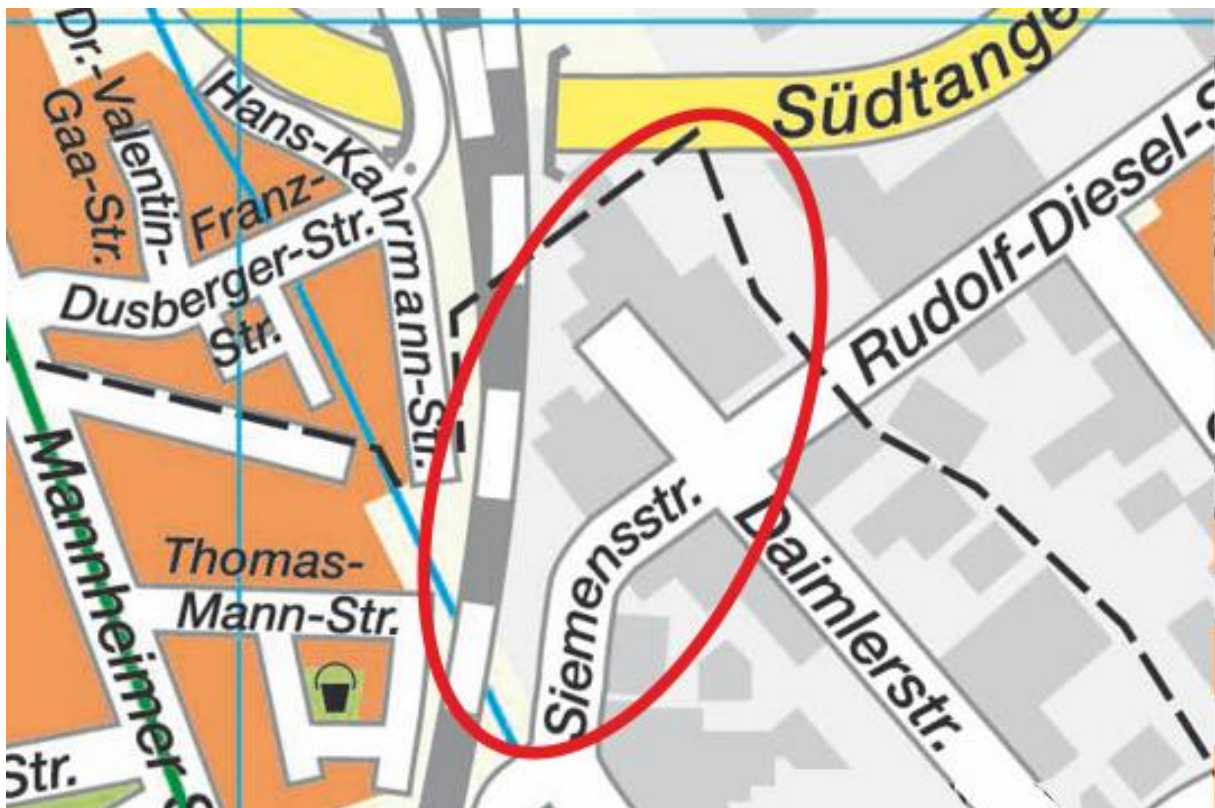 Dr.-Valentin-
Gaa-Str.
Hans-Kahrmann-Str.
Franz-
Dusberger-Str.
Str.
Südtange
Rudolf-Diesel-S
Siemensstr.
Daimlerstr.
Thomas-
Mann-Str.
Mannheimer S
Str.